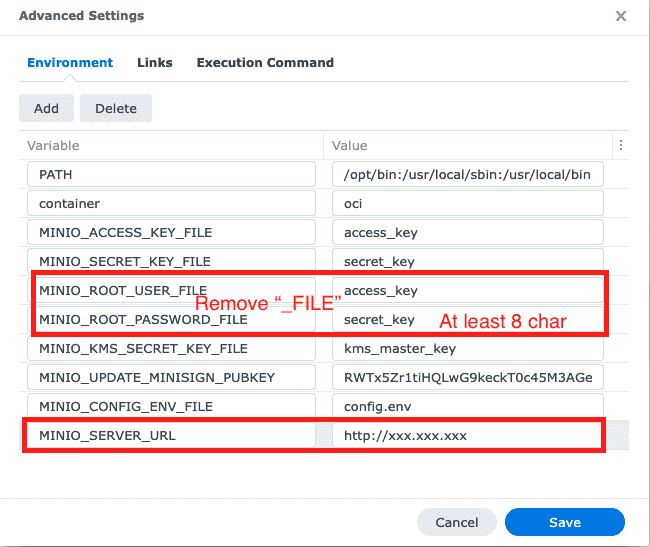 Advanced Settings
Environment Links Execution Command
Add Delete
Variable Value
PATH /opt/bin:/usr/local/sbin:/usr/local/bin
container oci
MINIO_ACCESS_KEY_FILE access_key
MINIO_SECRET_KEY_FILE secret_key
MINIO_ROOT_USER_FILE access_key
Remove “_FILE”
MINIO_ROOT_PASSWORD_FILE secret_key At least 8 char
MINIO_KMS_SECRET_KEY_FILE kms_master_key
MINIO_UPDATE_MINISIGN_PUBKEY RWTx5Zr1tiHQLwG9keckT0c45M3AGe
MINIO_CONFIG_ENV_FILE config.env
MINIO_SERVER_URL http://xxx.xxx.xxx
Cancel Save